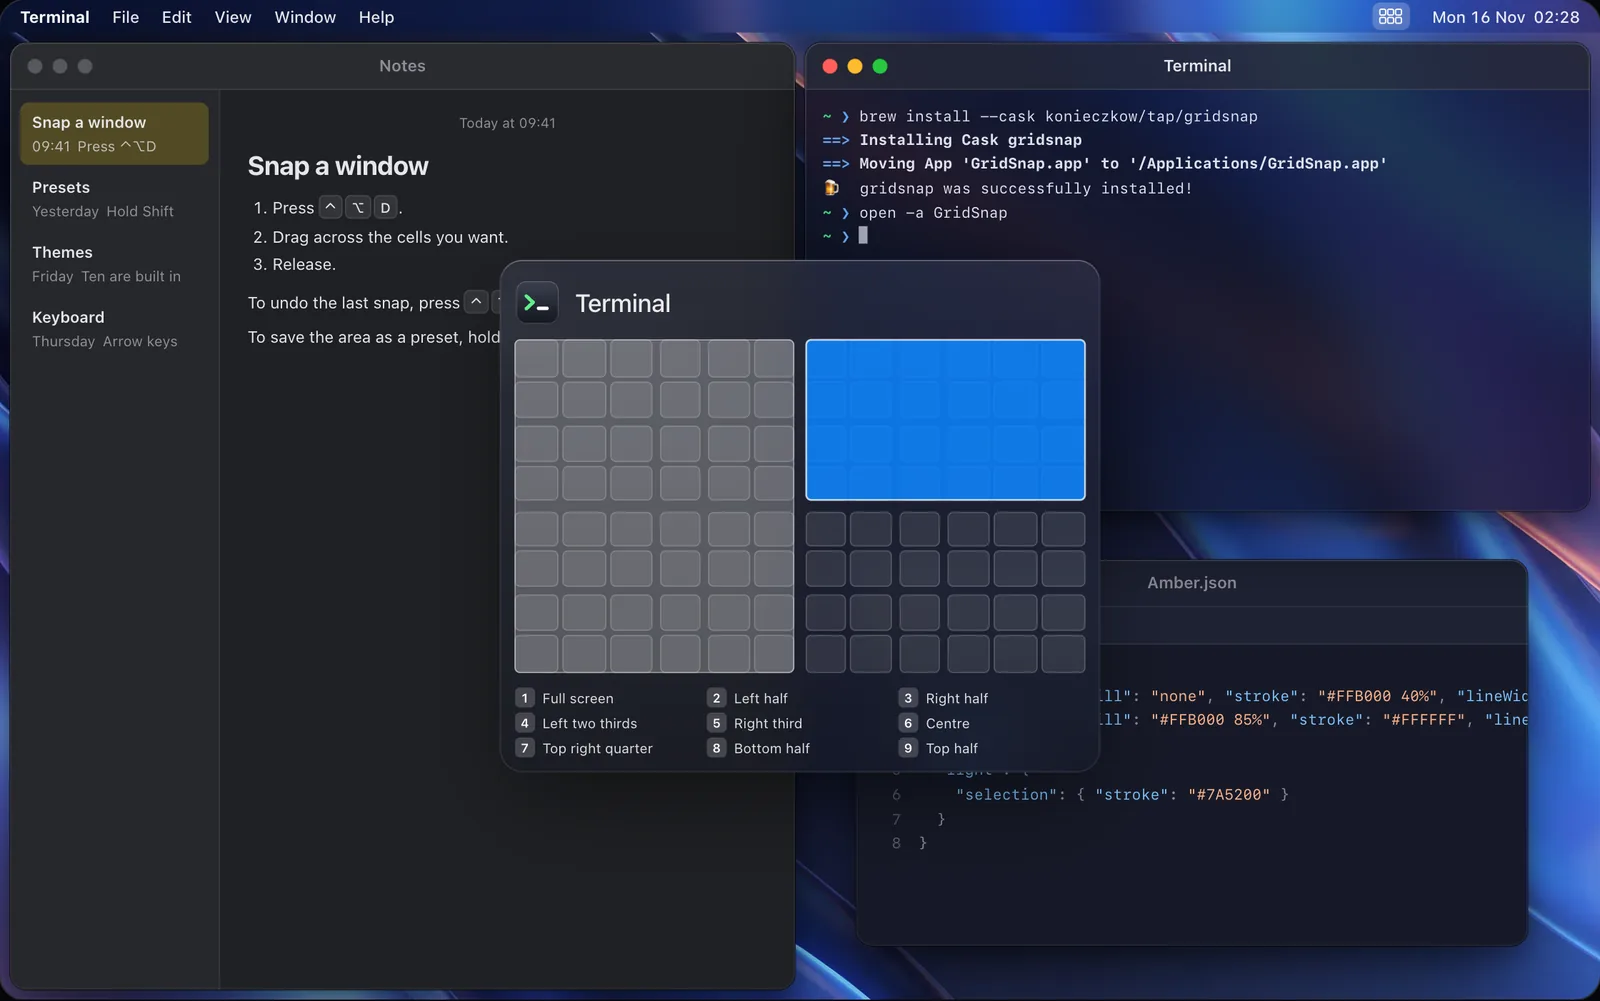 Terminal File Edit View Window Help
Mon 16 Nov 02:28
Notes
Snap a window
09:41 Press ^⌥D
Presets
Yesterday Hold Shift
Themes
Friday Ten are built in
Keyboard
Thursday Arrow keys
Today at 09:41
Snap a window
1. Press ^ ⌥ D.
2. Drag across the cells you want.
3. Release.
To undo the last snap, press ^
To save the area as a preset, hold
Terminal
~ ❯ brew install --cask konieczkow/tap/gridsnap
==> Installing Cask gridsnap
==> Moving App 'GridSnap.app' to '/Applications/GridSnap.app'
🍺 gridsnap was successfully installed!
~ ❯ open -a GridSnap
~ ❯
Terminal
1 Full screen
2 Left half
3 Right half
4 Left two thirds
5 Right third
6 Centre
7 Top right quarter
8 Bottom half
9 Top half
Amber.json
ll": "none", "stroke": "#FFB000 40%", "lineWid
ll": "#FFB000 85%", "stroke": "#FFFFFF", "line
6 "selection": { "stroke": "#7A5200" }
7 }
8 }